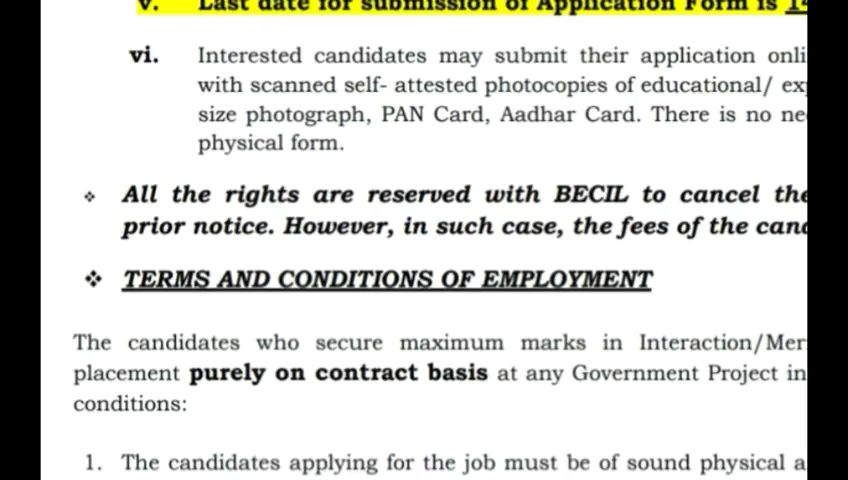 v. Last date for submission of Application Form is 14
vi. Interested candidates may submit their application onli
with scanned self- attested photocopies of educational/ ex
size photograph, PAN Card, Aadhar Card. There is no ne
physical form.
❖ All the rights are reserved with BECIL to cancel the
prior notice. However, in such case, the fees of the cand
❖ TERMS AND CONDITIONS OF EMPLOYMENT
The candidates who secure maximum marks in Interaction/Mer
placement purely on contract basis at any Government Project in
conditions:
1. The candidates applying for the job must be of sound physical a